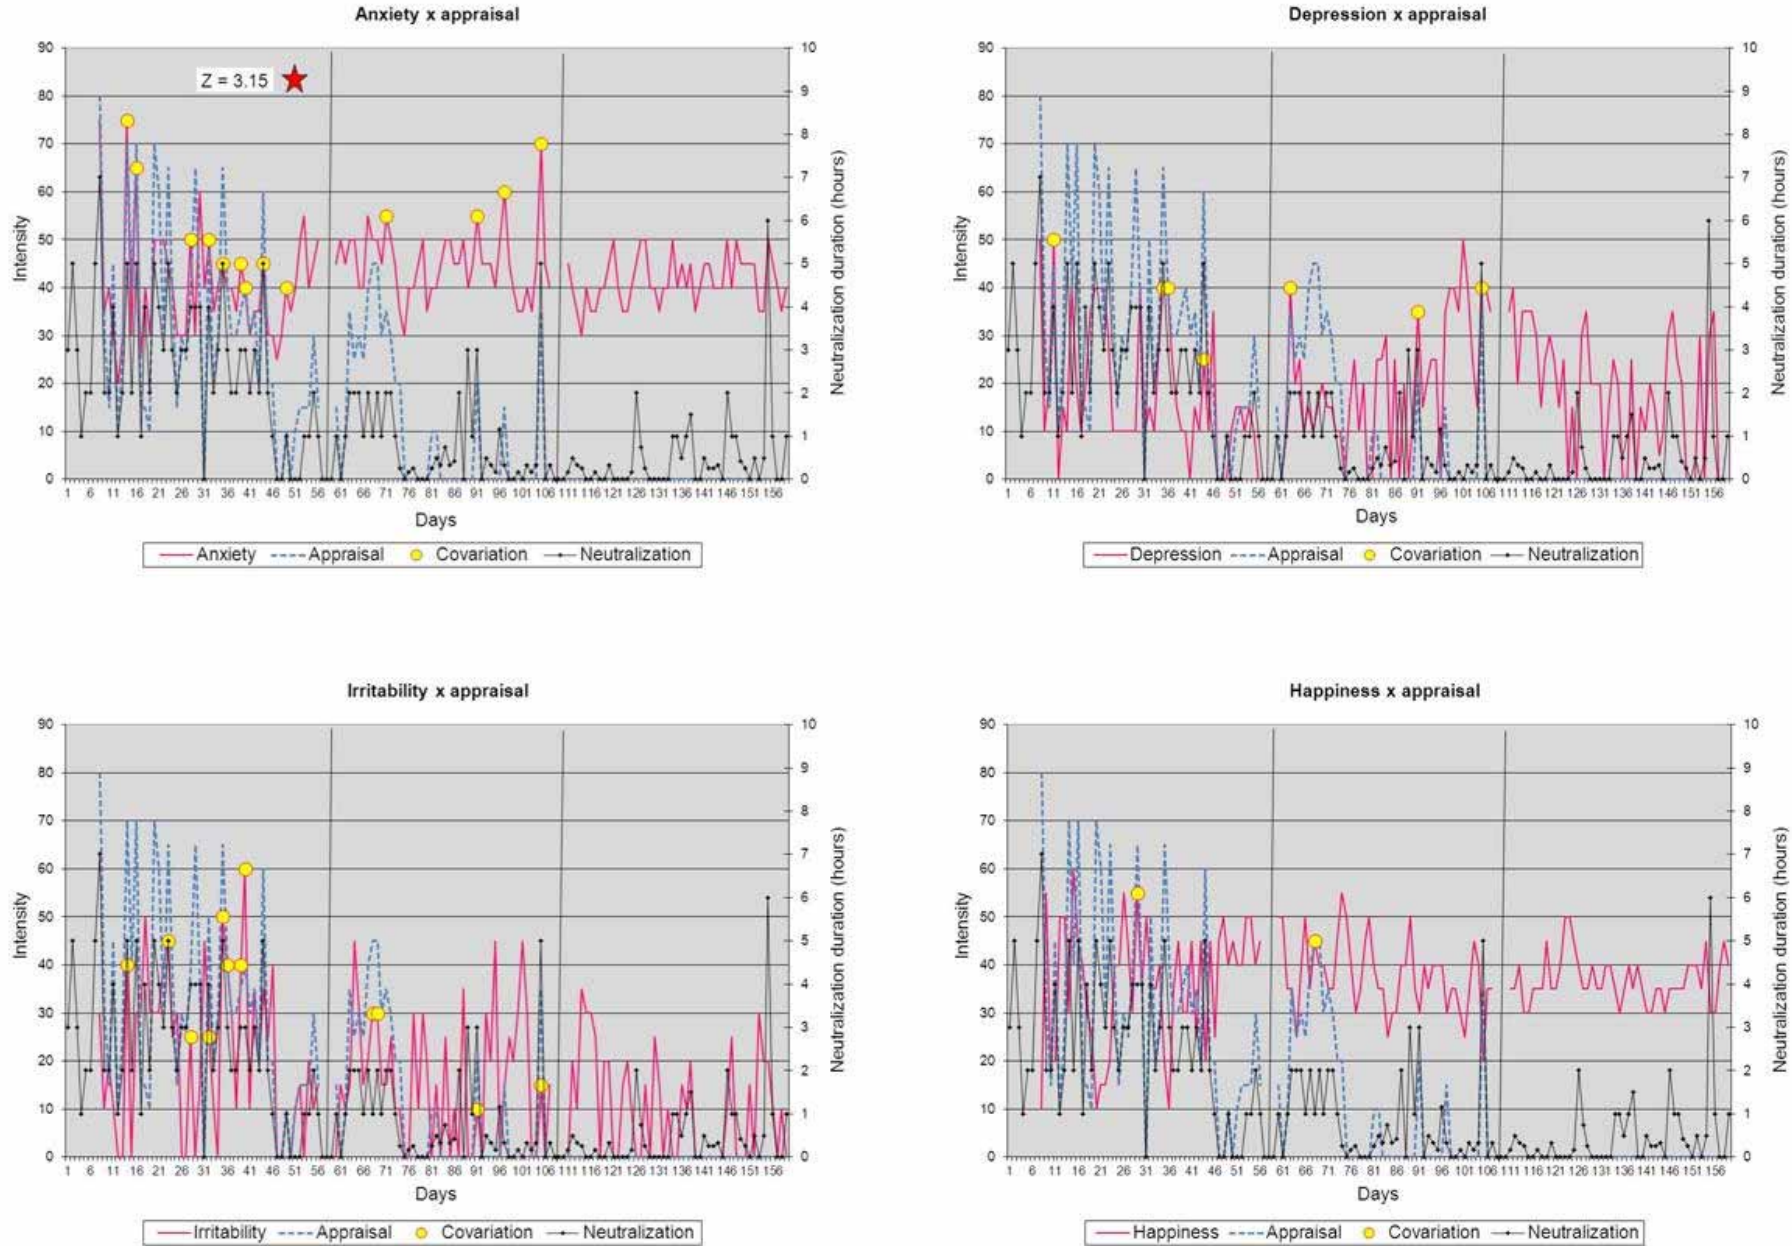 Anxiety x appraisal
Z = 3.15
90 80 70 60 50 40 30 20 10 0
Intensity
10 9 8 7 6 5 4 3 2 1 0
Neutralization duration (hours)
1 6 11 16 21 26 31 36 41 46 51 56 61 66 71 76 81 86 91 96 101 106 111 116 121 126 131 136 141 146 151 156
Days
Anxiety Appraisal Covariation Neutralization
Depression x appraisal
90 80 70 60 50 40 30 20 10 0
Intensity
10 9 8 7 6 5 4 3 2 1 0
Neutralization duration (hours)
1 6 11 16 21 26 31 36 41 46 51 56 61 66 71 76 81 86 91 96 101 106 111 116 121 126 131 136 141 146 151 156
Days
Depression Appraisal Covariation Neutralization
Irritability x appraisal
90 80 70 60 50 40 30 20 10 0
Intensity
10 9 8 7 6 5 4 3 2 1 0
Neutralization duration (hours)
1 6 11 16 21 26 31 36 41 46 51 56 61 66 71 76 81 86 91 96 101 106 111 116 121 126 131 136 141 146 151 156
Days
Irritability Appraisal Covariation Neutralization
Happiness x appraisal
90 80 70 60 50 40 30 20 10 0
Intensity
10 9 8 7 6 5 4 3 2 1 0
Neutralization duration (hours)
1 6 11 16 21 26 31 36 41 46 51 56 61 66 71 76 81 86 91 96 101 106 111 116 121 126 131 136 141 146 151 156
Days
Happiness Appraisal Covariation Neutralization